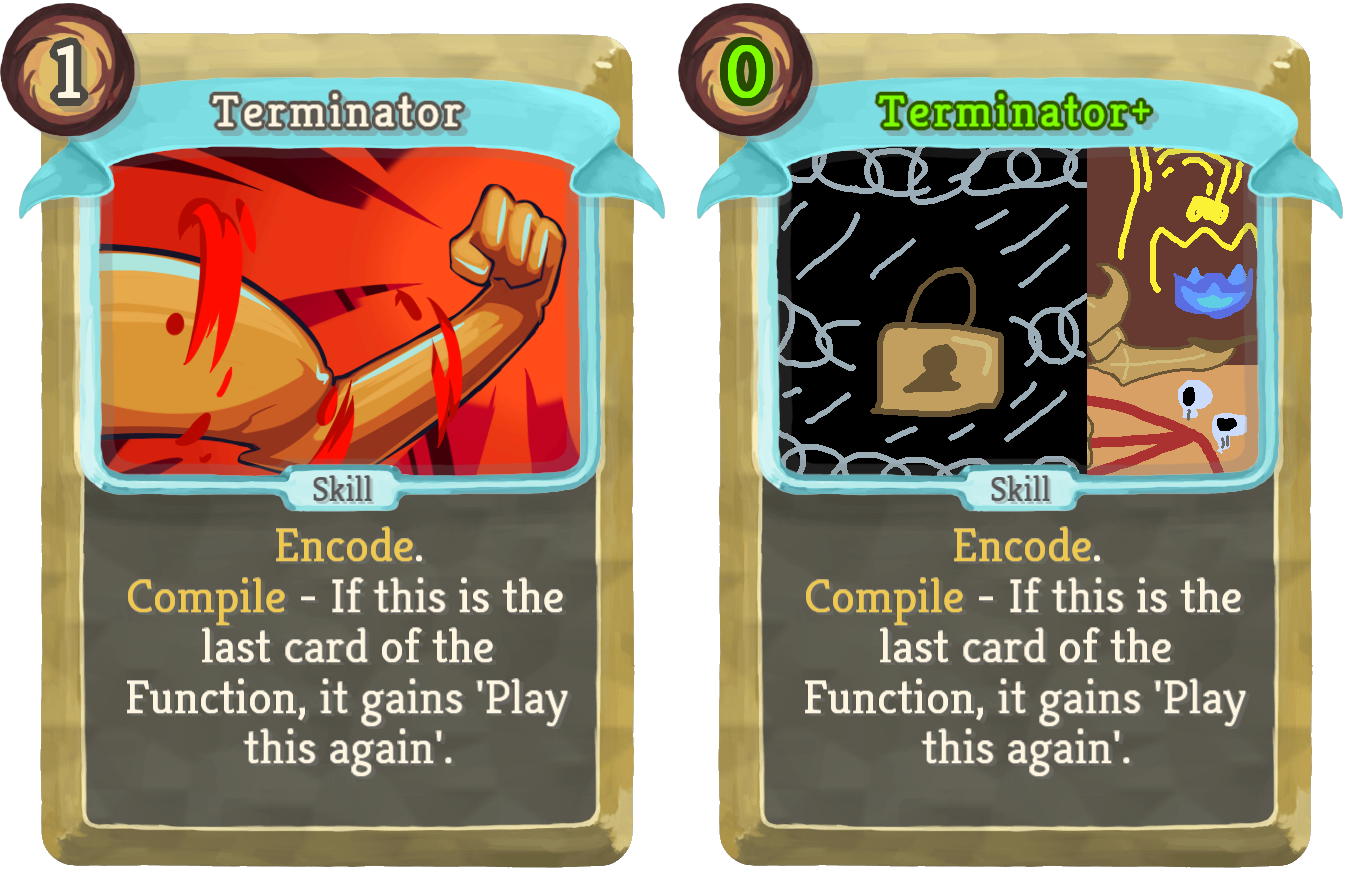 1
Terminator
Skill
Encode.
Compile - If this is the
last card of the
Function, it gains 'Play
this again'.
0
Terminator+
Skill
Encode.
Compile - If this is the
last card of the
Function, it gains 'Play
this again'.